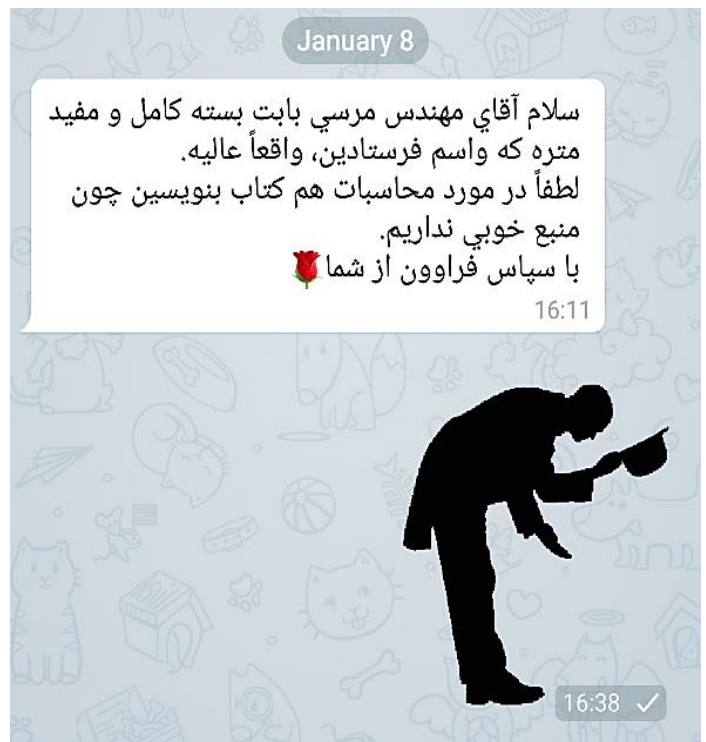 January 8
سلام آقاي مهندس مرسي بابت بسته كامل و مفيد
متره كه واسم فرستادين، واقعاً عاليه.
لطفاً در مورد محاسبات هم كتاب بنويسين چون
منبع خوبي نداريم.
با سپاس فراوون از شما🌹
16:11
16:38